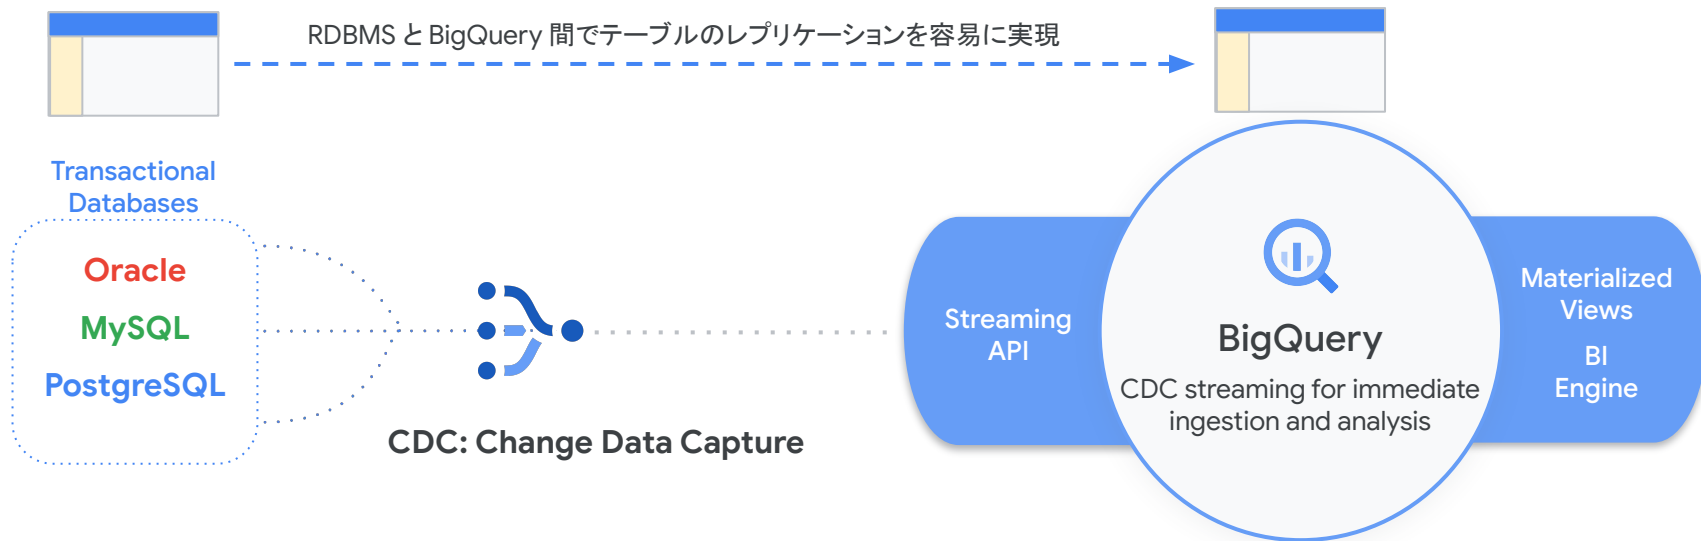 RDBMS と BigQuery 間でテーブルのレプリケーションを容易に実現
Transactional
Databases
Oracle
MySQL
PostgreSQL
CDC: Change Data Capture
Streaming
API
BigQuery
CDC streaming for immediate
ingestion and analysis
Materialized
Views
BI
Engine